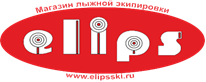 Магазин лыжной экипировки
elips
www.elipsski.ru